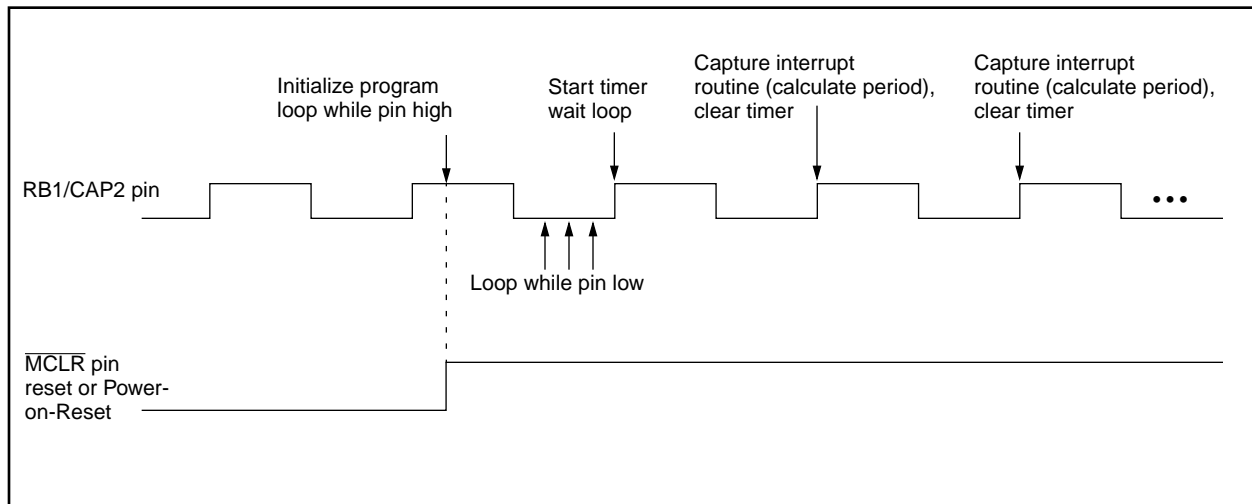 Initialize program
loop while pin high
Start timer
wait loop
Capture interrupt
routine (calculate period),
clear timer
Capture interrupt
routine (calculate period),
clear timer
RB1/CAP2 pin
•••
Loop while pin low
M̅C̅L̅R̅ pin
reset or Power-
on-Reset